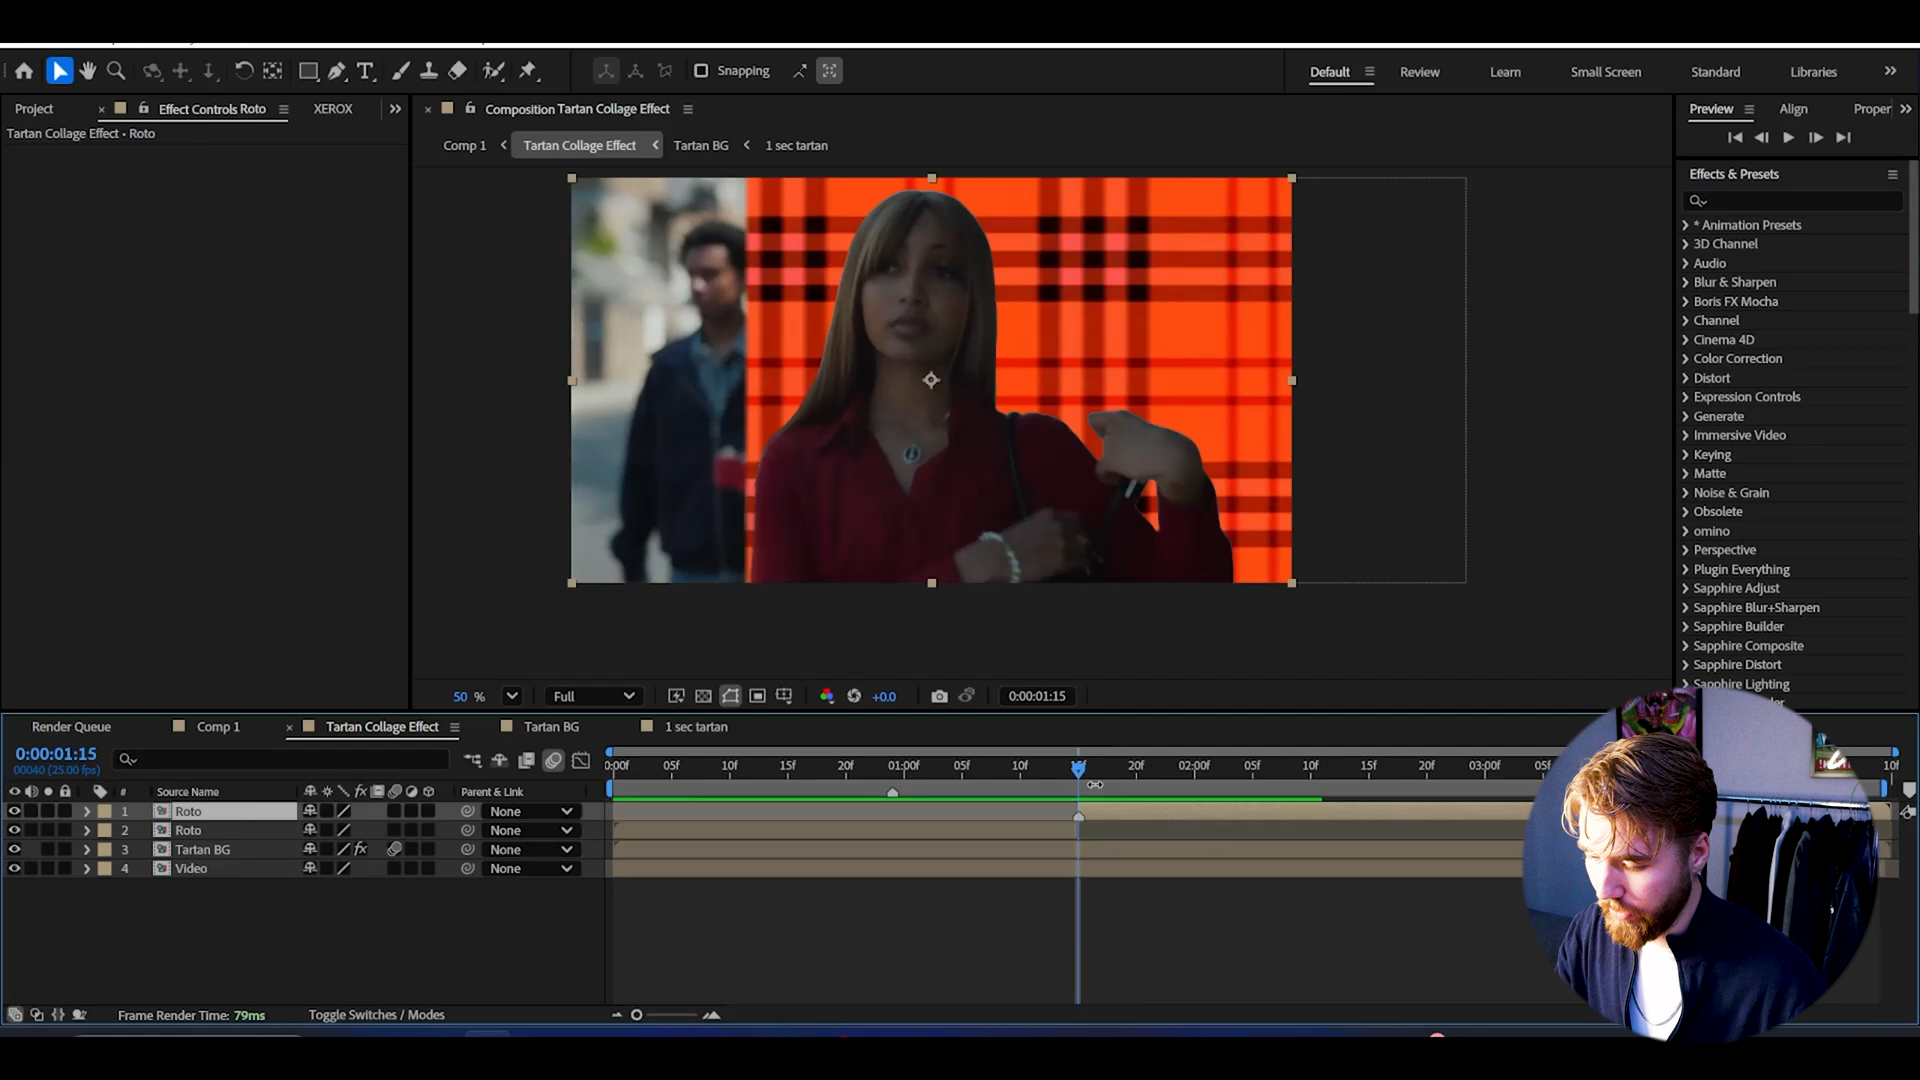 Snapping
Default
Review
Learn
Small Screen
Standard
Libraries
Project
Effect Controls Roto
XEROX
Composition Tartan Collage Effect
Preview
Align
Proper
Tartan Collage Effect • Roto
Comp 1
Tartan Collage Effect
Tartan BG
1 sec tartan
Effects & Presets
* Animation Presets
3D Channel
Audio
Blur & Sharpen
Boris FX Mocha
Channel
Cinema 4D
Color Correction
Distort
Expression Controls
Generate
Immersive Video
Keying
Matte
Noise & Grain
Obsolete
omino
Perspective
Plugin Everything
Sapphire Adjust
Sapphire Blur+Sharpen
Sapphire Builder
Sapphire Composite
Sapphire Distort
Sapphire Lighting
50 %
Full
+0.0
0:00:01:15
Render Queue
Comp 1
Tartan Collage Effect
Tartan BG
1 sec tartan
0:00:01:15
00040 (25.00 fps)
0:00f 05f 10f 15f 20f 01:00f 05f 10f 15f 20f 02:00f 05f 10f 15f 20f 03:00f 05f 10f
# Source Name fx Parent & Link
1 Roto None
2 Roto None
3 Tartan BG fx None
4 Video None
Frame Render Time: 79ms
Toggle Switches / Modes